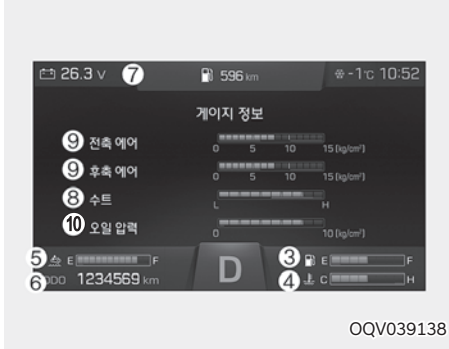 26.3 V ⑦ 596 km -1℃ 10:52
게이지 정보
⑨ 전축 에어
0 5 10 15 [kg/cm²]
⑨ 후축 에어
0 5 10 15 [kg/cm²]
⑧ 수트
L H
⑩ 오일 압력
0 10 [kg/cm²]
⑤ E F D ③ E F
⑥ ODO 1234569 km ④ C H
OQV039138